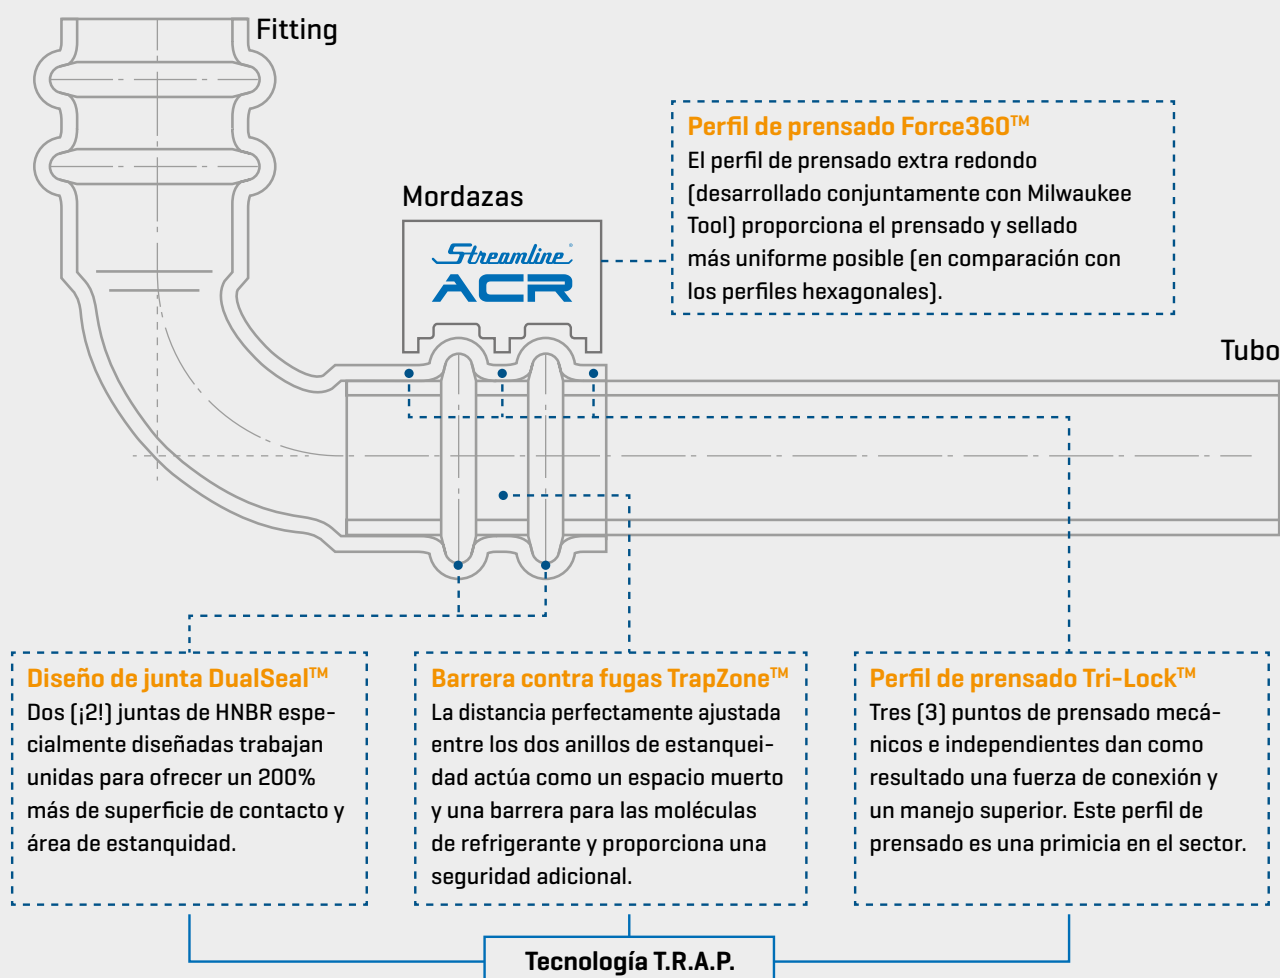 Fitting
Perfil de prensado Force360™
El perfil de prensado extra redondo
(desarrollado conjuntamente con Milwaukee
Tool) proporciona el prensado y sellado
más uniforme posible (en comparación con
los perfiles hexagonales).
Mordazas
Streamline®
ACR
Tubo
Diseño de junta DualSeal™
Dos (¡2!) juntas de HNBR espe-
cialmente diseñadas trabajan
unidas para ofrecer un 200%
más de superficie de contacto y
área de estanquidad.
Barrera contra fugas TrapZone™
La distancia perfectamente ajustada
entre los dos anillos de estanquei-
dad actúa como un espacio muerto
y una barrera para las moléculas
de refrigerante y proporciona una
seguridad adicional.
Perfil de prensado Tri-Lock™
Tres (3) puntos de prensado mecá-
nicos e independientes dan como
resultado una fuerza de conexión y
un manejo superior. Este perfil de
prensado es una primicia en el sector.
Tecnología T.R.A.P.